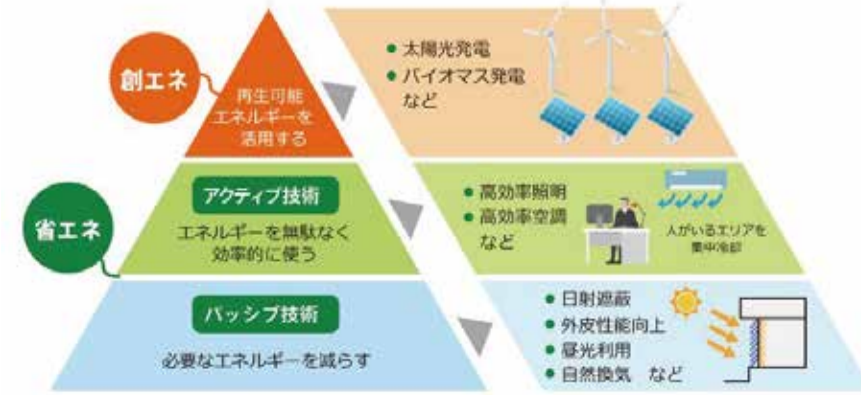 創エネ
再生可能
エネルギーを
活用する
● 太陽光発電
● バイオマス発電
など
省エネ
アクティブ技術
エネルギーを無駄なく
効率的に使う
● 高効率照明
● 高効率空調
など
人がいるエリアを
集中冷却
パッシブ技術
必要なエネルギーを減らす
● 日射遮蔽
● 外皮性能向上
● 昼光利用
● 自然換気 など